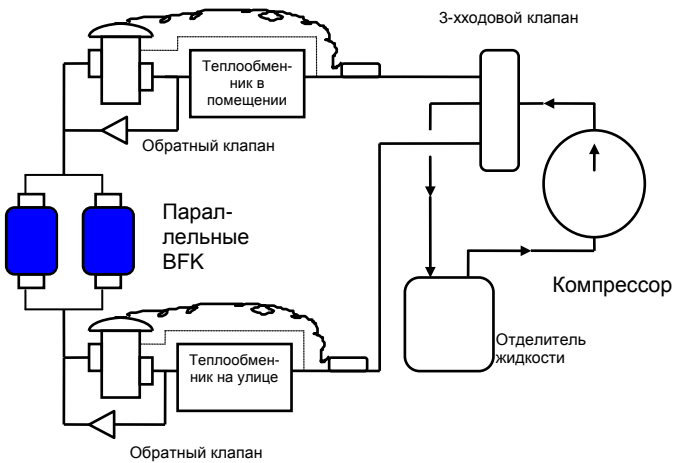 3-хходовой клапан
Теплообмен-
ник в
помещении
Обратный клапан
Парал-
лельные
BFK
Компрессор
Отделитель
жидкости
Теплообмен-
ник на улице
Обратный клапан